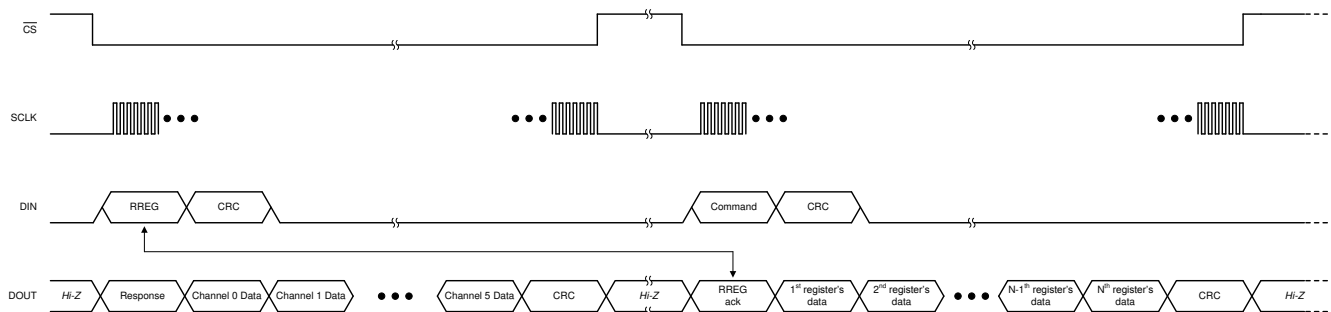 CS
SCLK
DIN
RREG
CRC
Command
CRC
DOUT
Hi-Z
Response
Channel 0 Data
Channel 1 Data
Channel 5 Data
CRC
Hi-Z
RREG
ack
1st register's
data
2nd register's
data
N-1th register's
data
Nth register's
data
CRC
Hi-Z